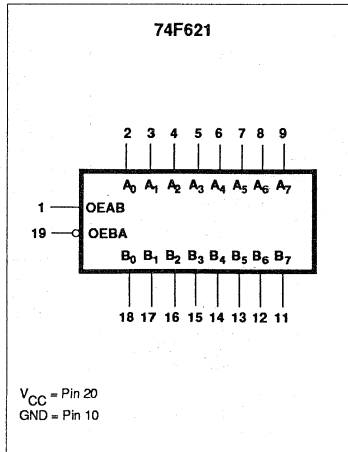 74F621
2 3 4 5 6 7 8 9
A0 A1 A2 A3 A4 A5 A6 A7
1 OEAB
19 OEBA
B0 B1 B2 B3 B4 B5 B6 B7
18 17 16 15 14 13 12 11
VCC = Pin 20
GND = Pin 10